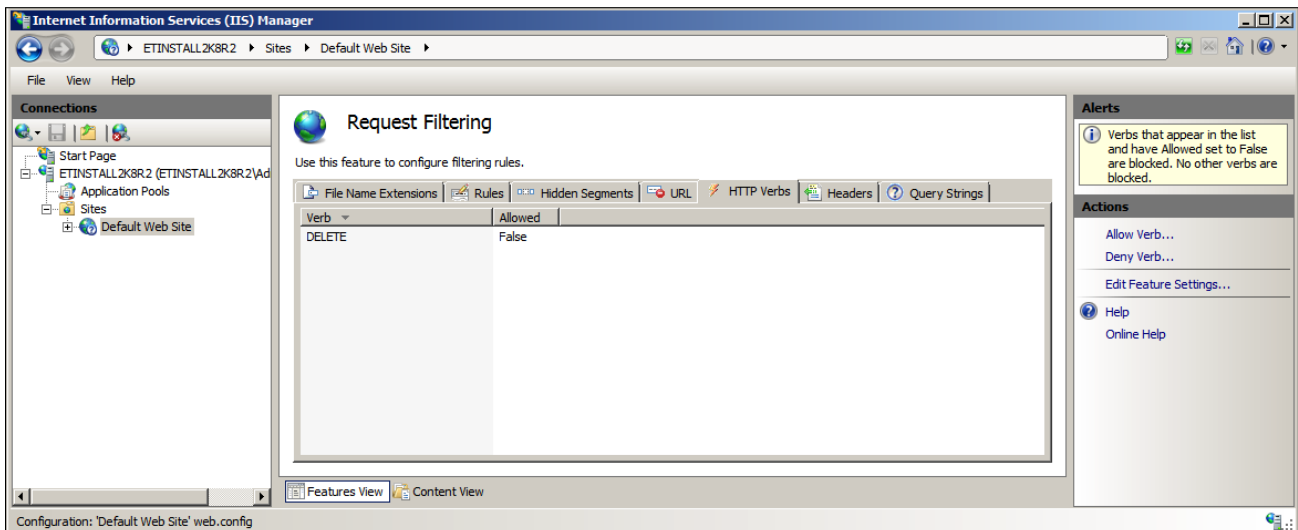 Internet Information Services (IIS) Manager
ETINSTALL2K8R2 Sites Default Web Site
File View Help
Connections
Start Page
ETINSTALL2K8R2 (ETINSTALL2K8R2\Ad
Application Pools
Sites
Default Web Site
Request Filtering
Use this feature to configure filtering rules.
File Name Extensions Rules Hidden Segments URL HTTP Verbs Headers Query Strings
Verb Allowed
DELETE False
Features View Content View
Alerts
Verbs that appear in the list
and have Allowed set to False
are blocked. No other verbs are
blocked.
Actions
Allow Verb...
Deny Verb...
Edit Feature Settings...
Help
Online Help
Configuration: 'Default Web Site' web.config